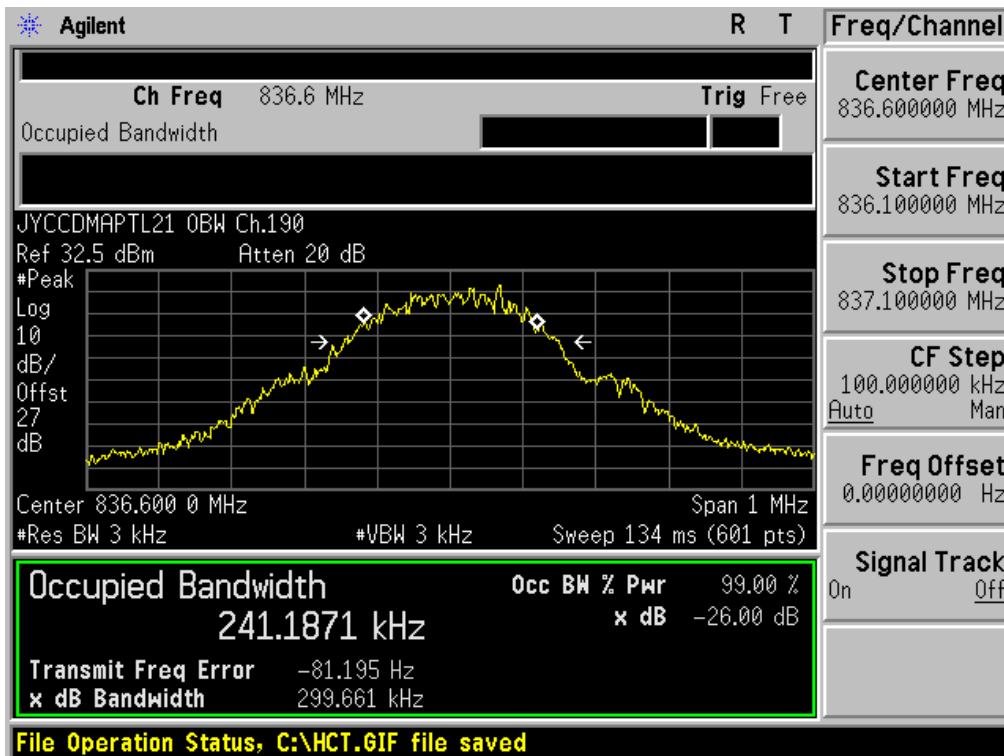 Agilent R T Freq/Channel
Ch Freq 836.6 MHz Trig Free
Occupied Bandwidth
Center Freq
836.600000 MHz
Start Freq
836.100000 MHz
Stop Freq
837.100000 MHz
CF Step
100.000000 kHz
Auto Man
Freq Offset
0.00000000 Hz
Signal Track
On Off
JYCCDMAPTL21 OBW Ch.190
Ref 32.5 dBm Atten 20 dB
#Peak
Log
10
dB/
Offst
27
dB
Center 836.600 0 MHz Span 1 MHz
#Res BW 3 kHz #VBW 3 kHz Sweep 134 ms (601 pts)
Occupied Bandwidth Occ BW % Pwr 99.00 %
241.1871 kHz x dB -26.00 dB
Transmit Freq Error -81.195 Hz
x dB Bandwidth 299.661 kHz
File Operation Status, C:\HCT.GIF file saved